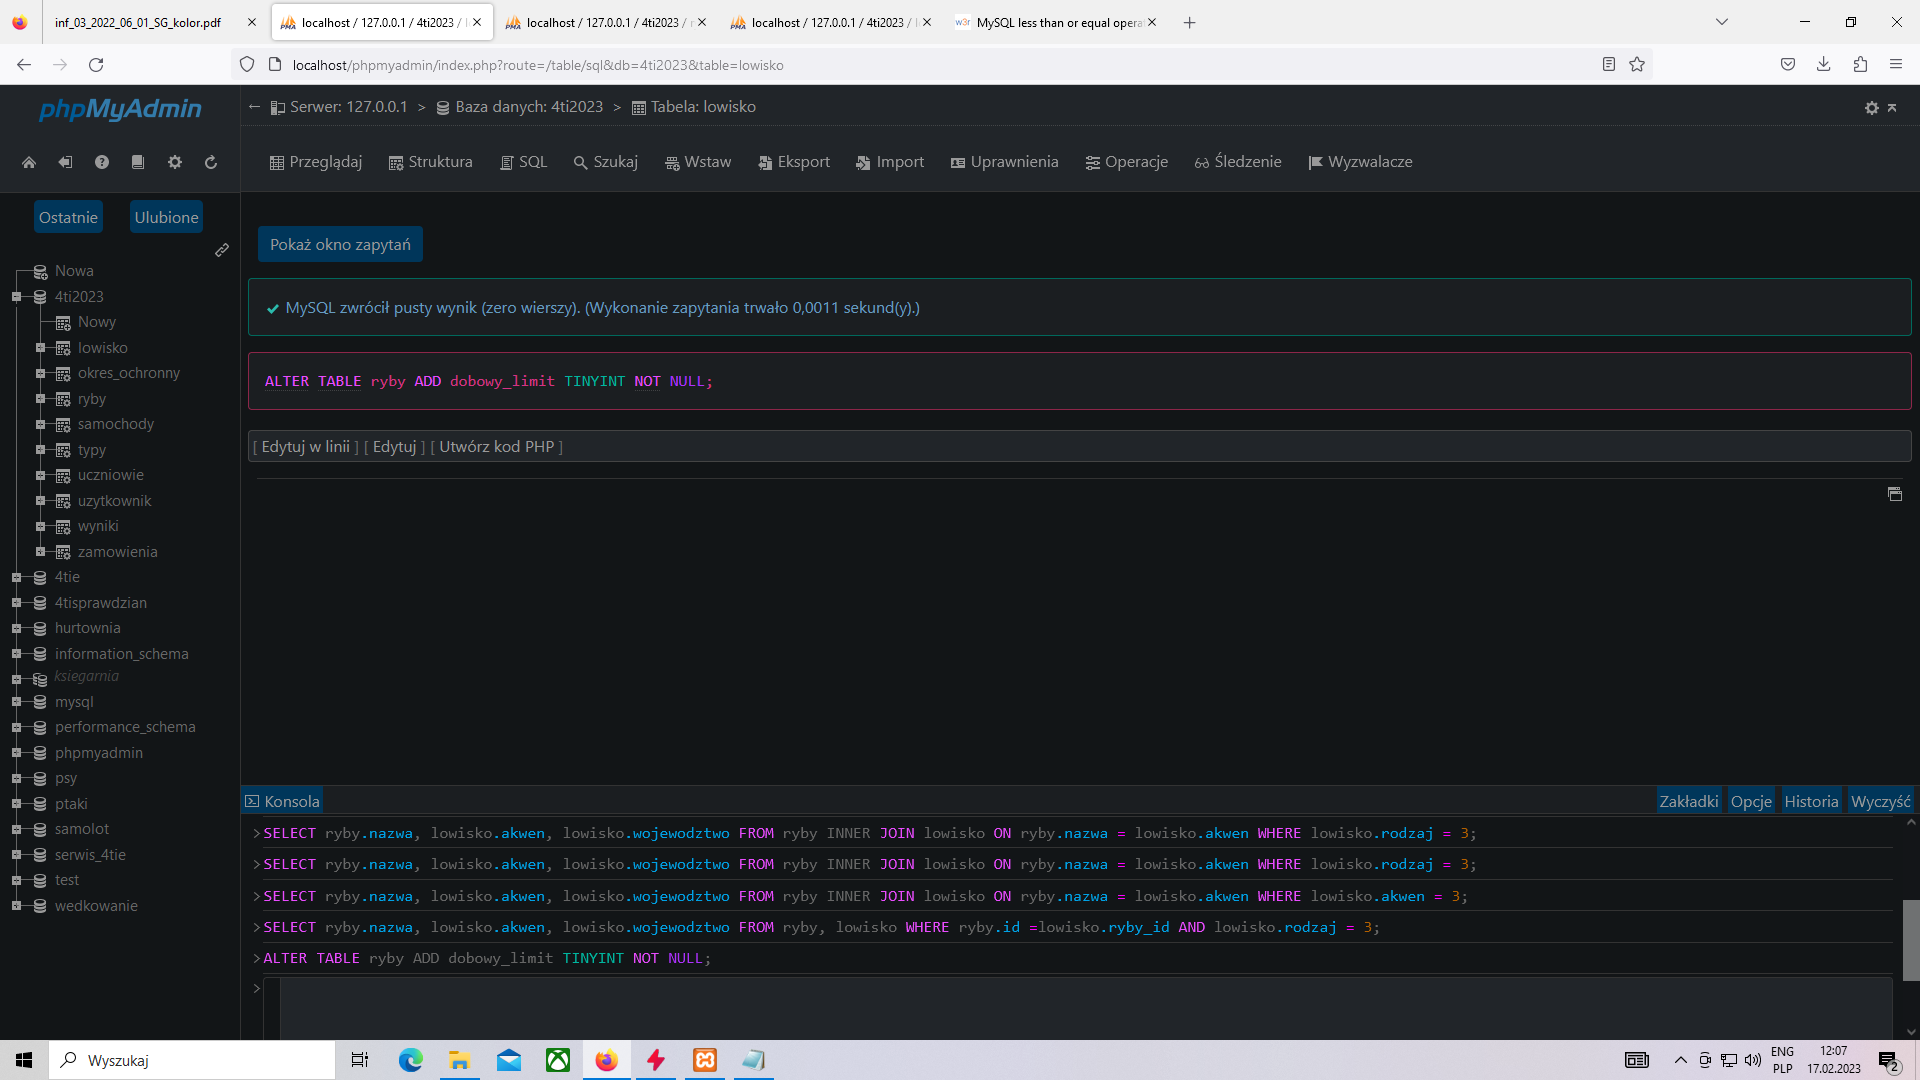 inf_03_2022_06_01_SG_kolor.pdf
localhost / 127.0.0.1 / 4ti2023 / l
localhost / 127.0.0.1 / 4ti2023 / r
localhost / 127.0.0.1 / 4ti2023 / l
w3r MySQL less than or equal opera
localhost/phpmyadmin/index.php?route=/table/sql&db=4ti2023&table=lowisko
phpMyAdmin
Serwer: 127.0.0.1 > Baza danych: 4ti2023 > Tabela: lowisko
Przeglądaj Struktura SQL Szukaj Wstaw Eksport Import Uprawnienia Operacje Śledzenie Wyzwalacze
Ostatnie Ulubione
Nowa
4ti2023
Nowy
lowisko
okres_ochronny
ryby
samochody
typy
uczniowie
uzytkownik
wyniki
zamowienia
4tie
4tisprawdzian
hurtownia
information_schema
ksiegarnia
mysql
performance_schema
phpmyadmin
psy
ptaki
samolot
serwis_4tie
test
wedkowanie
Pokaż okno zapytań
MySQL zwrócił pusty wynik (zero wierszy). (Wykonanie zapytania trwało 0,0011 sekund(y).)
ALTER TABLE ryby ADD dobowy_limit TINYINT NOT NULL;
[ Edytuj w linii ] [ Edytuj ] [ Utwórz kod PHP ]
Konsola
Zakładki Opcje Historia Wyczyść
>SELECT ryby.nazwa, lowisko.akwen, lowisko.wojewodztwo FROM ryby INNER JOIN lowisko ON ryby.nazwa = lowisko.akwen WHERE lowisko.rodzaj = 3;
>SELECT ryby.nazwa, lowisko.akwen, lowisko.wojewodztwo FROM ryby INNER JOIN lowisko ON ryby.nazwa = lowisko.akwen WHERE lowisko.rodzaj = 3;
>SELECT ryby.nazwa, lowisko.akwen, lowisko.wojewodztwo FROM ryby INNER JOIN lowisko ON ryby.nazwa = lowisko.akwen WHERE lowisko.akwen = 3;
>SELECT ryby.nazwa, lowisko.akwen, lowisko.wojewodztwo FROM ryby, lowisko WHERE ryby.id =lowisko.ryby_id AND lowisko.rodzaj = 3;
>ALTER TABLE ryby ADD dobowy_limit TINYINT NOT NULL;
>
Wyszukaj
ENG
PLP
12:07
17.02.2023
2